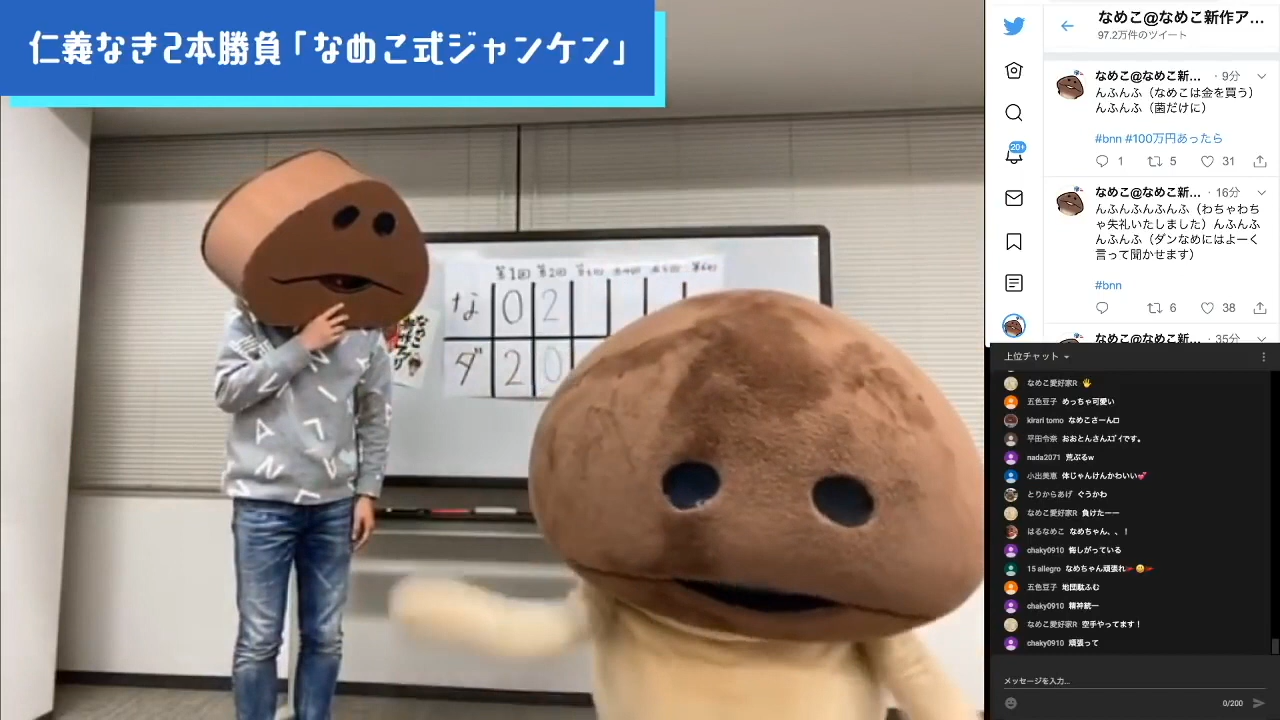 仁義なき2本勝負「なめこ式ジャンケン」
第1回 第2回
な 0 2
ダ 2 0
なめこ
なめこ@なめこ新作ア...
97.2万件のツイート
なめこ@なめこ新... · 9分
んふんふ（なめこは金を買う）
んふんふ（菌だけに）
#bnn #100万円あったら
1 5 31
20+
なめこ@なめこ新... · 16分
んふんふんふんふ（わちゃわち
ゃ失礼いたしました）んふんふ
んふんふ（ダンなめにはよーく
言って聞かせます）
#bnn
6 38
なめこ@なめこ新... · 35分
上位チャット
なめこ愛好家R 🖐
五色豆子 めっちゃ可愛い
kirari tomo なめこさーんロ
平田令奈 おおとんさんｽｺﾞｲです。
nada2071 荒ぶるw
小出美恵 体じゃんけんかわいい💕
とりからあげ ぐうかわ
なめこ愛好家R 負けたーー
はるなめこ なめちゃん、、！
chaky0910 悔しがっている
15 allegro なめちゃん頑張れ
五色豆子 地団駄ふむ
chaky0910 精神統一
なめこ愛好家R 空手やってます！
chaky0910 頑張って
メッセージを入力...
0/200